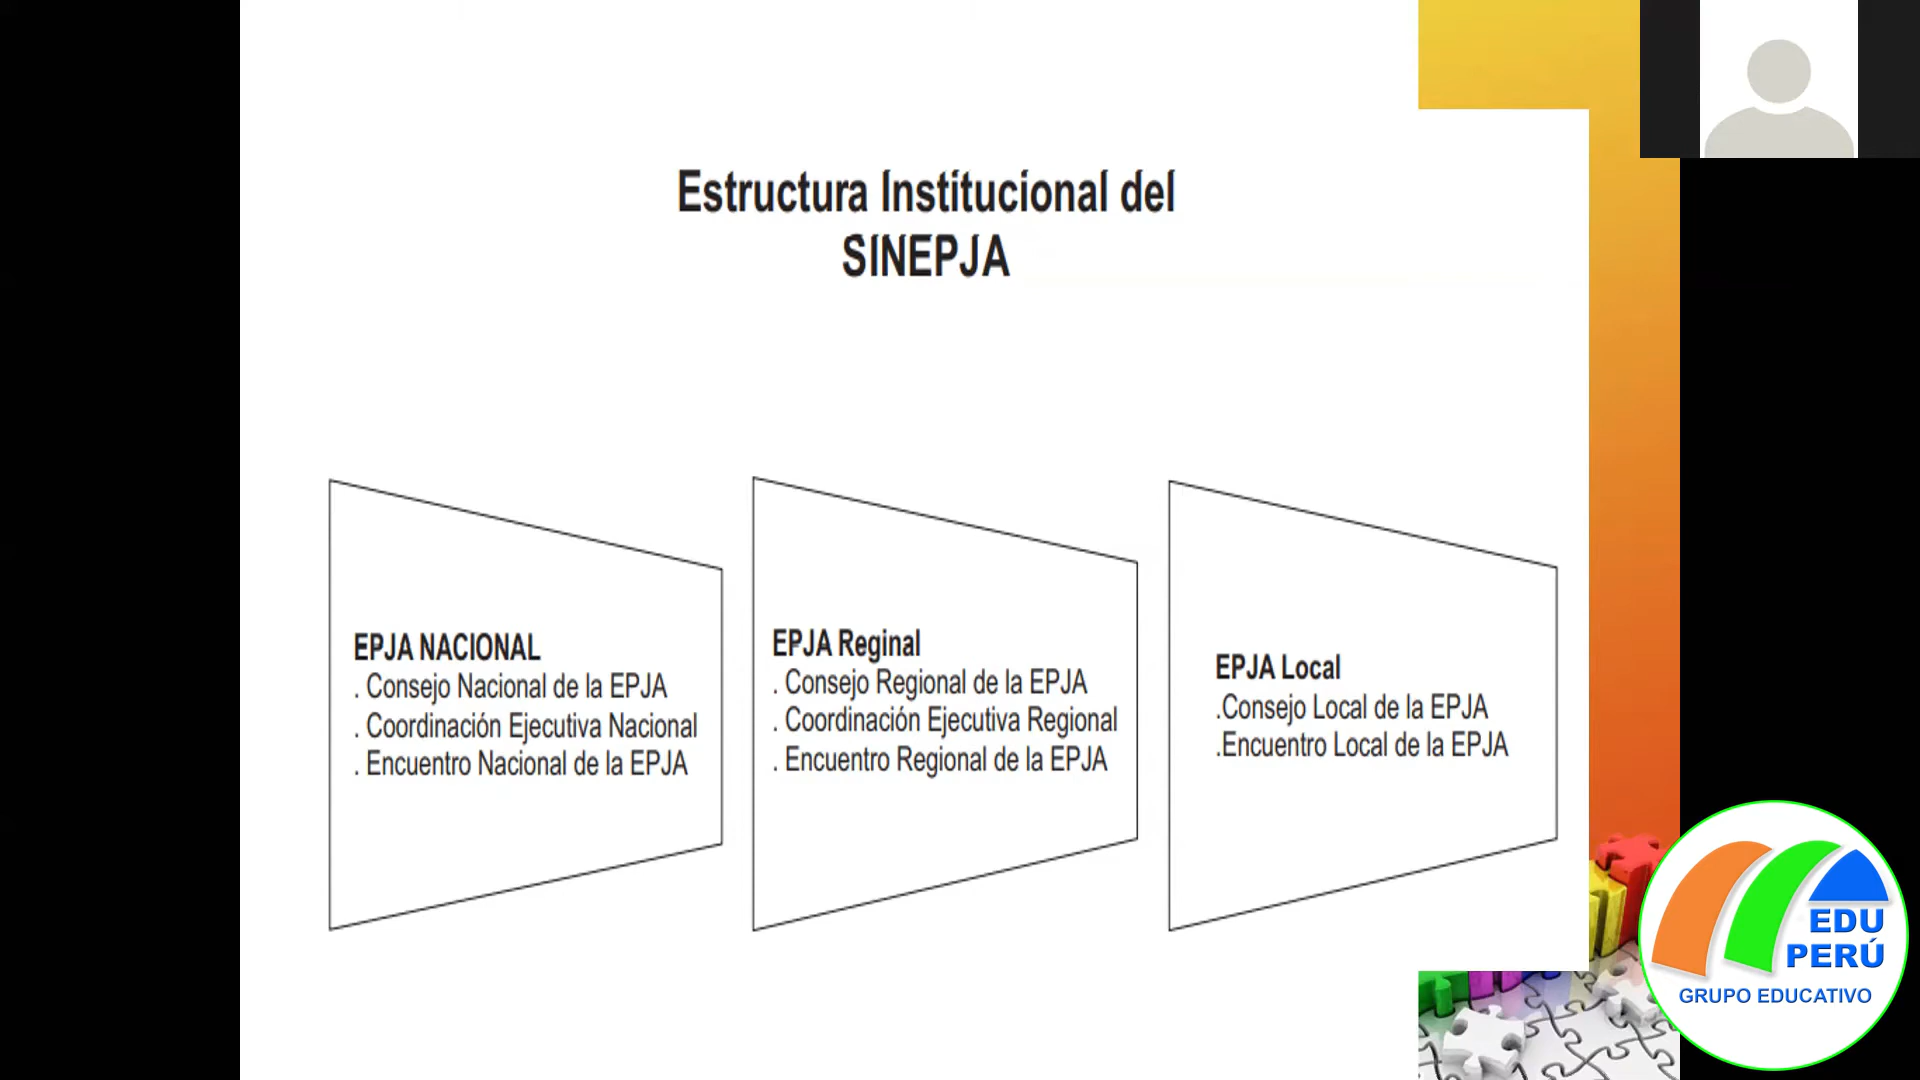 Estructura Institucional del
SINEPJA
EPJA NACIONAL
. Consejo Nacional de la EPJA
. Coordinación Ejecutiva Nacional
. Encuentro Nacional de la EPJA
EPJA Reginal
. Consejo Regional de la EPJA
. Coordinación Ejecutiva Regional
. Encuentro Regional de la EPJA
EPJA Local
.Consejo Local de la EPJA
.Encuentro Local de la EPJA
EDU
PERÚ
GRUPO EDUCATIVO